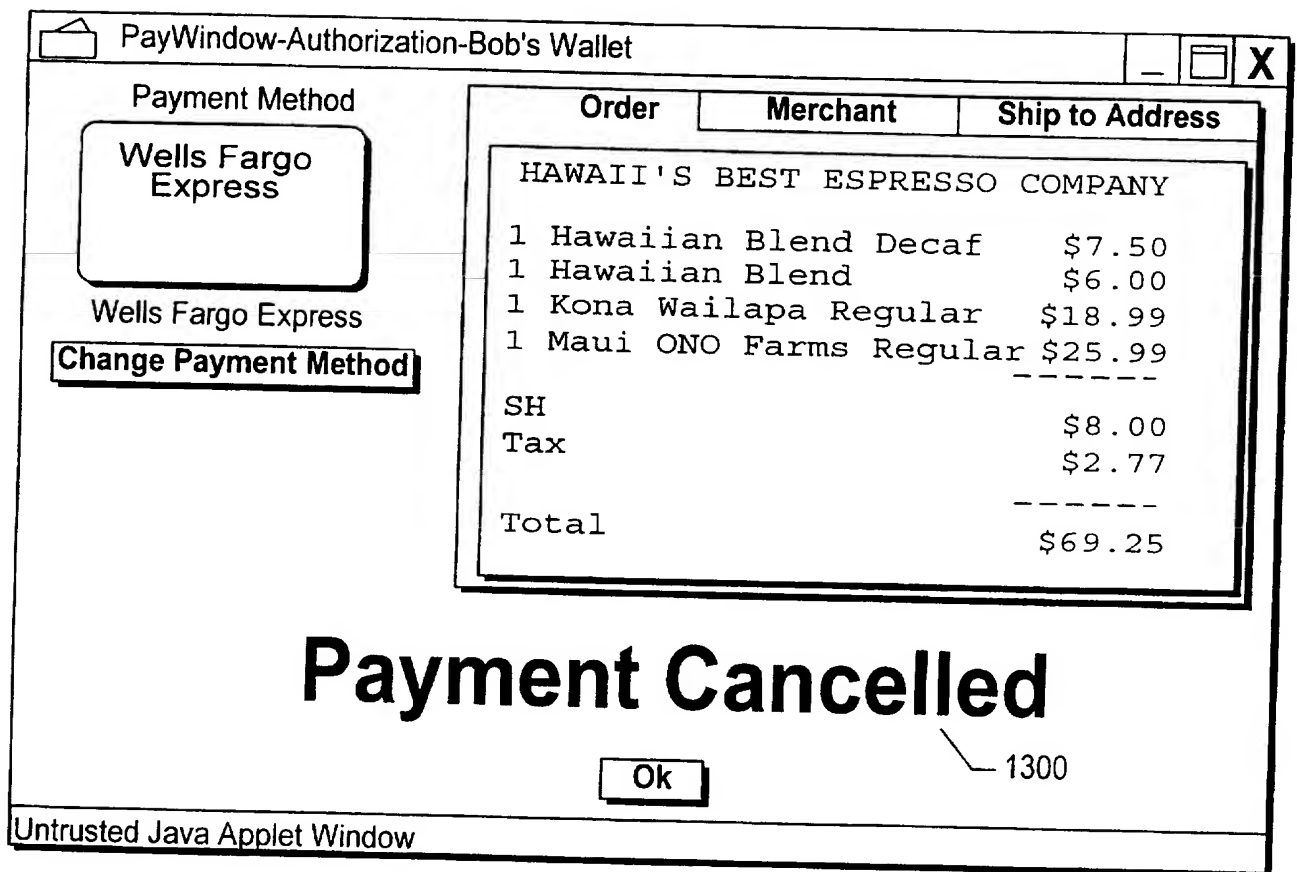 PayWindow-Authorization-Bob's Wallet
_ X
Payment Method
Wells Fargo
Express
Wells Fargo Express
Change Payment Method
Order Merchant Ship to Address
HAWAII'S BEST ESPRESSO COMPANY
1 Hawaiian Blend Decaf $7.50
1 Hawaiian Blend $6.00
1 Kona Wailapa Regular $18.99
1 Maui ONO Farms Regular $25.99
------
SH $8.00
Tax $2.77
------
Total $69.25
Payment Cancelled
1300
Ok
Untrusted Java Applet Window